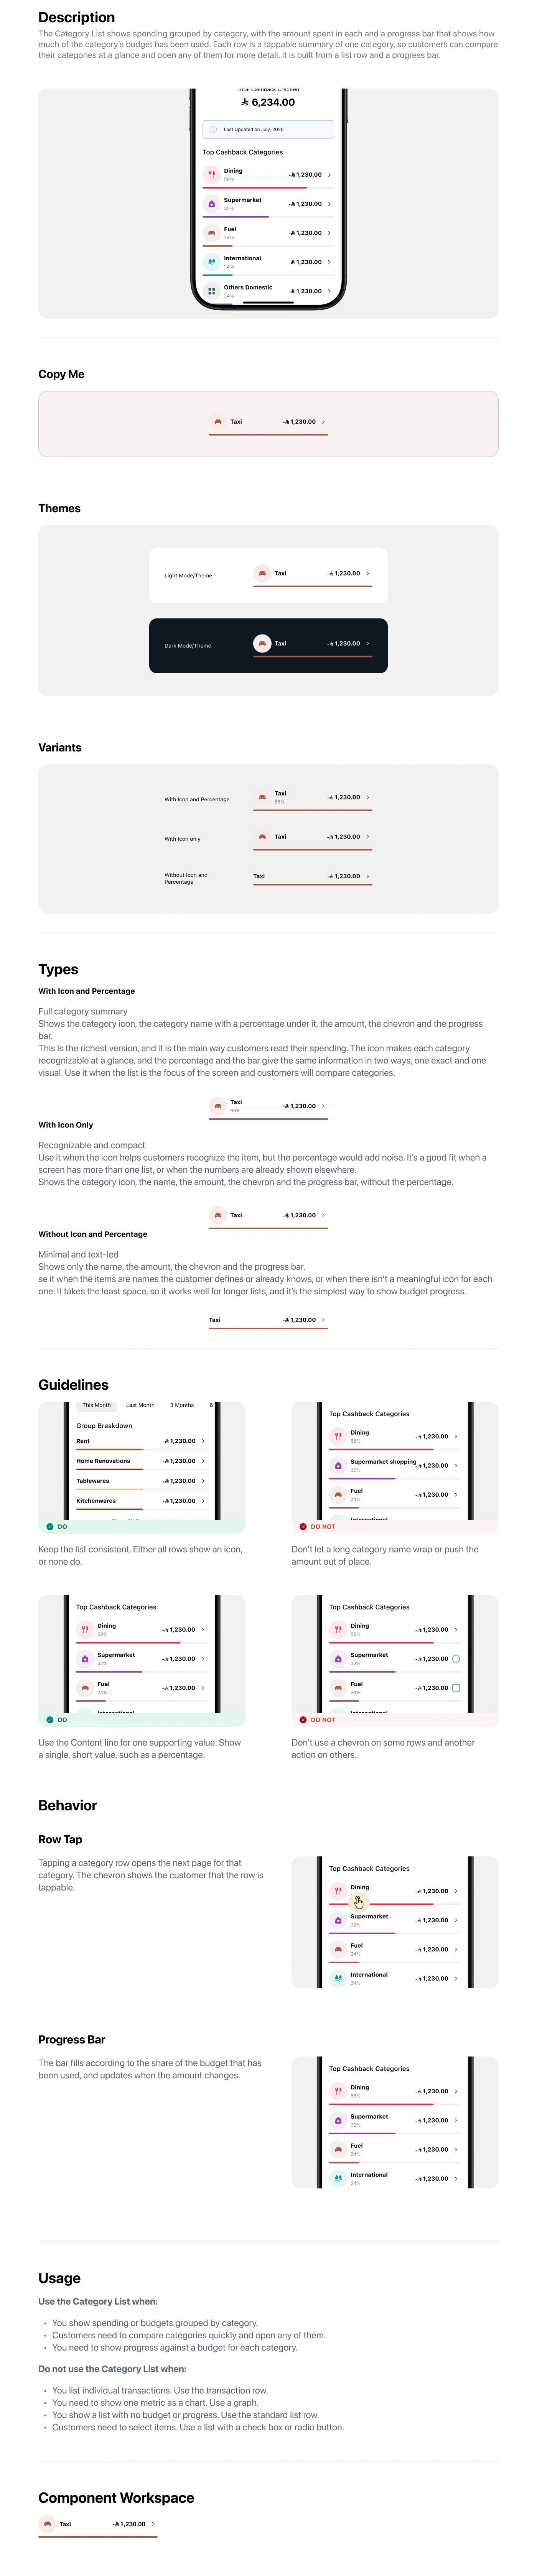 Description
The Category List shows spending grouped by category, with the amount spent in each and a progress bar that shows how
much of the category's budget has been used. Each row is a tappable summary of one category, so customers can compare
their categories at a glance and open any of them for more detail. It is built from a list row and a progress bar.
Total Cashback Credited
6,234.00
Last Updated on July, 2025
Top Cashback Categories
Dining
58%
-1,230.00
Supermarket
32%
-1,230.00
Fuel
24%
-1,230.00
International
24%
-1,230.00
Others Domestic
24%
-1,230.00
Copy Me
Taxi -1,230.00
Themes
Light Mode/Theme
Taxi -1,230.00
Dark Mode/Theme
Taxi -1,230.00
Variants
With Icon and Percentage
Taxi
65%
-1,230.00
With Icon only
Taxi -1,230.00
Without Icon and
Percentage
Taxi -1,230.00
Types
With Icon and Percentage
Full category summary
Shows the category icon, the category name with a percentage under it, the amount, the chevron and the progress
bar.
This is the richest version, and it is the main way customers read their spending. The icon makes each category
recognizable at a glance, and the percentage and the bar give the same information in two ways, one exact and one
visual. Use it when the list is the focus of the screen and customers will compare categories.
Taxi
65%
-1,230.00
With Icon Only
Recognizable and compact
Use it when the icon helps customers recognize the item, but the percentage would add noise. It's a good fit when a
screen has more than one list, or when the numbers are already shown elsewhere.
Shows the category icon, the name, the amount, the chevron and the progress bar, without the percentage.
Taxi -1,230.00
Without Icon and Percentage
Minimal and text-led
Shows only the name, the amount, the chevron and the progress bar.
se it when the items are names the customer defines or already knows, or when there isn't a meaningful icon for each
one. It takes the least space, so it works well for longer lists, and it's the simplest way to show budget progress.
Taxi -1,230.00
Guidelines
This Month Last Month 3 Months 6
Group Breakdown
Rent -1,230.00
Home Renovations -1,230.00
Tablewares -1,230.00
Kitchenwares -1,230.00
DO
Keep the list consistent. Either all rows show an icon,
or none do.
Top Cashback Categories
Dining
58%
-1,230.00
Supermarket shopping
32%
-1,230.00
Fuel
24%
-1,230.00
International
DO NOT
Don't let a long category name wrap or push the
amount out of place.
Top Cashback Categories
Dining
58%
-1,230.00
Supermarket
32%
-1,230.00
Fuel
24%
-1,230.00
International
DO
Use the Content line for one supporting value. Show
a single, short value, such as a percentage.
Top Cashback Categories
Dining
58%
-1,230.00
Supermarket
32%
-1,230.00
Fuel
24%
-1,230.00
International
DO NOT
Don't use a chevron on some rows and another
action on others.
Behavior
Row Tap
Tapping a category row opens the next page for that
category. The chevron shows the customer that the row is
tappable.
Top Cashback Categories
Dining
-1,230.00
Supermarket
32%
-1,230.00
Fuel
24%
-1,230.00
International
24%
-1,230.00
Progress Bar
The bar fills according to the share of the budget that has
been used, and updates when the amount changes.
Top Cashback Categories
Dining
58%
-1,230.00
Supermarket
32%
-1,230.00
Fuel
24%
-1,230.00
International
24%
-1,230.00
Usage
Use the Category List when:
• You show spending or budgets grouped by category.
• Customers need to compare categories quickly and open any of them.
• You need to show progress against a budget for each category.
Do not use the Category List when:
• You list individual transactions. Use the transaction row.
• You need to show one metric as a chart. Use a graph.
• You show a list with no budget or progress. Use the standard list row.
• Customers need to select items. Use a list with a check box or radio button.
Component Workspace
Taxi -1,230.00